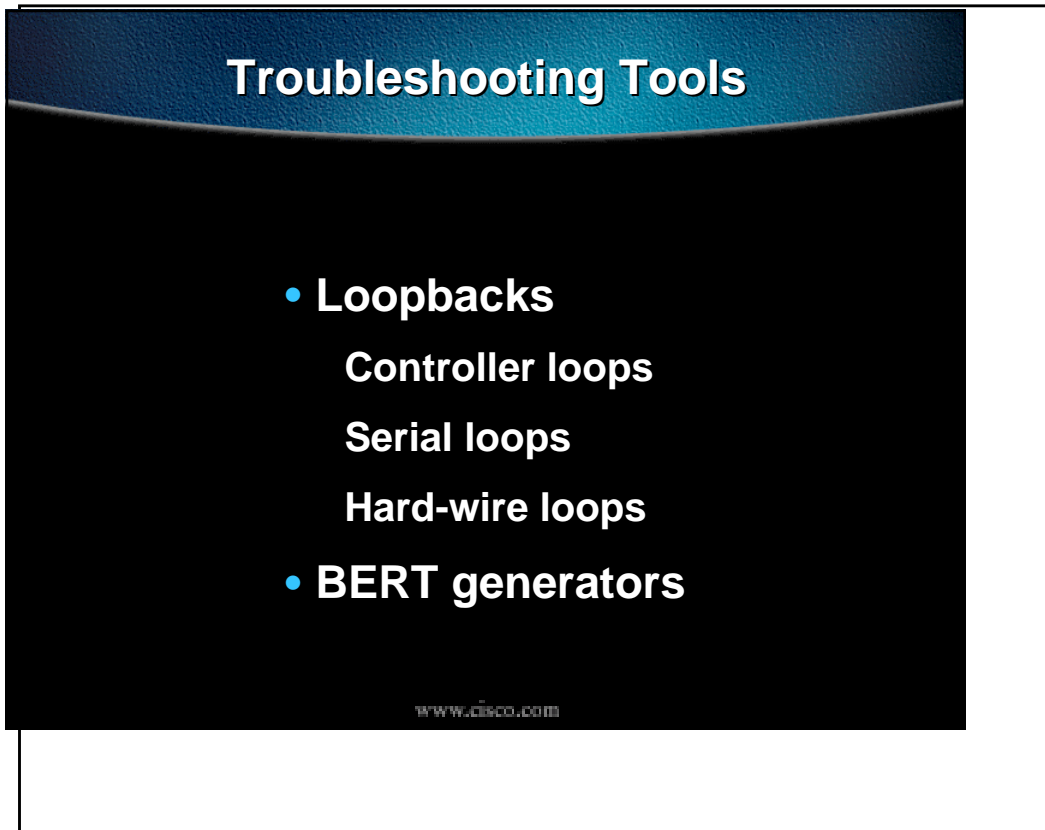 Troubleshooting Tools
• Loopbacks
Controller loops
Serial loops
Hard-wire loops
• BERT generators
www.cisco.com